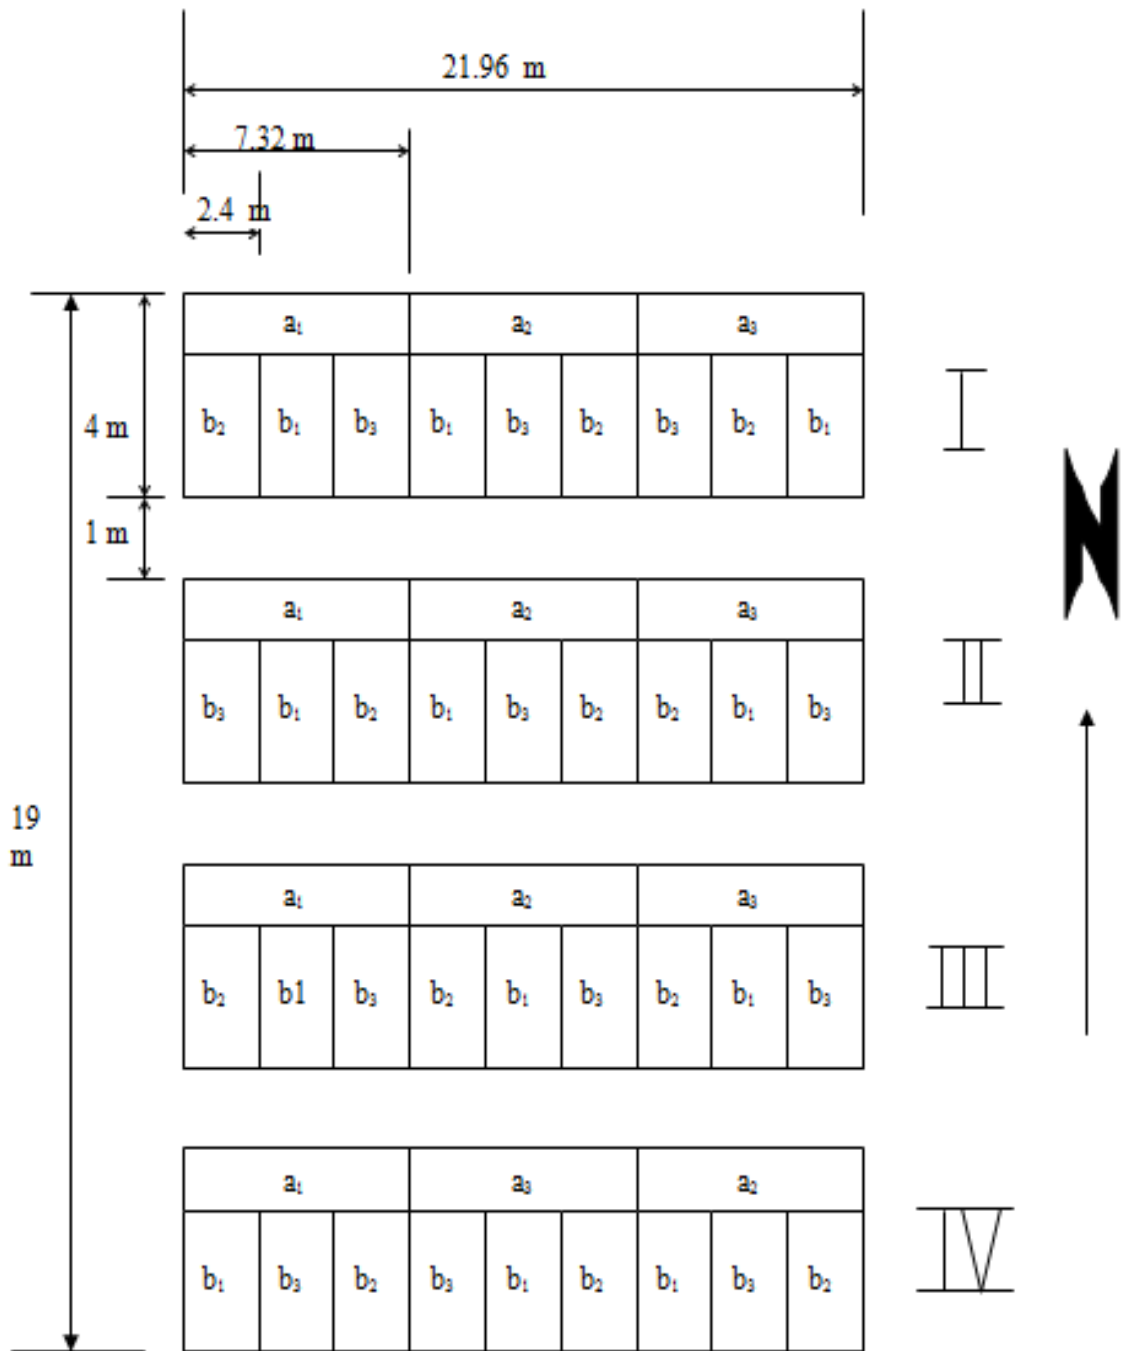 21.96 m
7.32 m
2.4 m
a₁ a₂ a₃
4 m
b₂ b₁ b₃ b₁ b₃ b₂ b₃ b₂ b₁
I
1 m
N
a₁ a₂ a₃
b₃ b₁ b₂ b₁ b₃ b₂ b₂ b₁ b₃
II
19
m
a₁ a₂ a₃
b₂ b1 b₃ b₂ b₁ b₃ b₂ b₁ b₃
III
a₁ a₃ a₂
b₁ b₃ b₂ b₃ b₁ b₂ b₁ b₃ b₂
IV